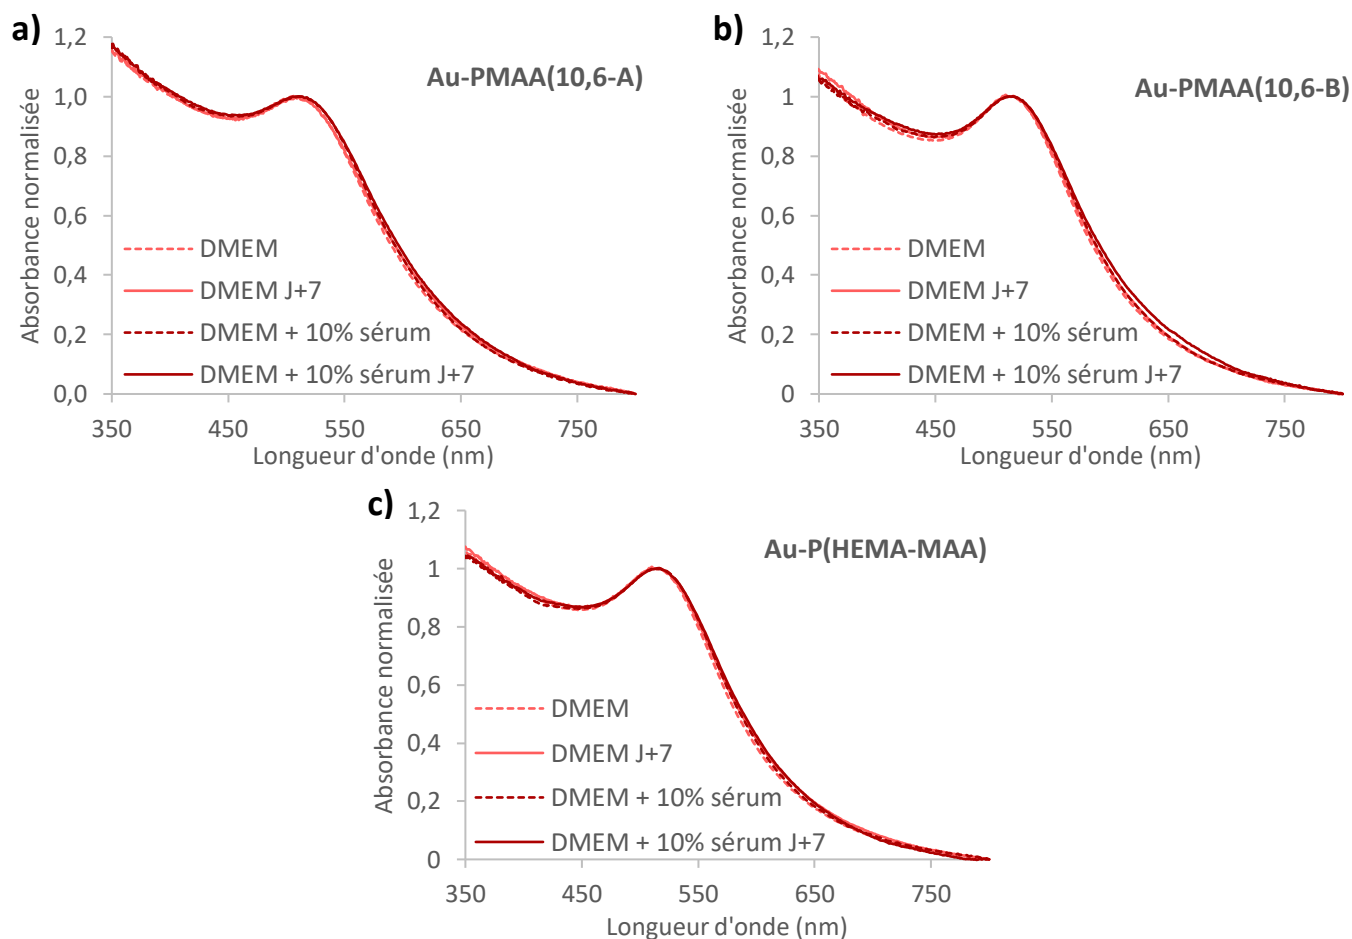 a)
Au-PMAA(10,6-A)
Absorbance normalisée
1,2
1,0
0,8
0,6
0,4
0,2
0,0
DMEM
DMEM J+7
DMEM + 10% sérum
DMEM + 10% sérum J+7
350 450 550 650 750
Longueur d'onde (nm)
b)
Au-PMAA(10,6-B)
Absorbance normalisée
1,2
1
0,8
0,6
0,4
0,2
0
DMEM
DMEM J+7
DMEM + 10% sérum
DMEM + 10% sérum J+7
350 450 550 650 750
Longueur d'onde (nm)
c)
Au-P(HEMA-MAA)
Absorbance normalisée
1,2
1
0,8
0,6
0,4
0,2
0
DMEM
DMEM J+7
DMEM + 10% sérum
DMEM + 10% sérum J+7
350 450 550 650 750
Longueur d'onde (nm)